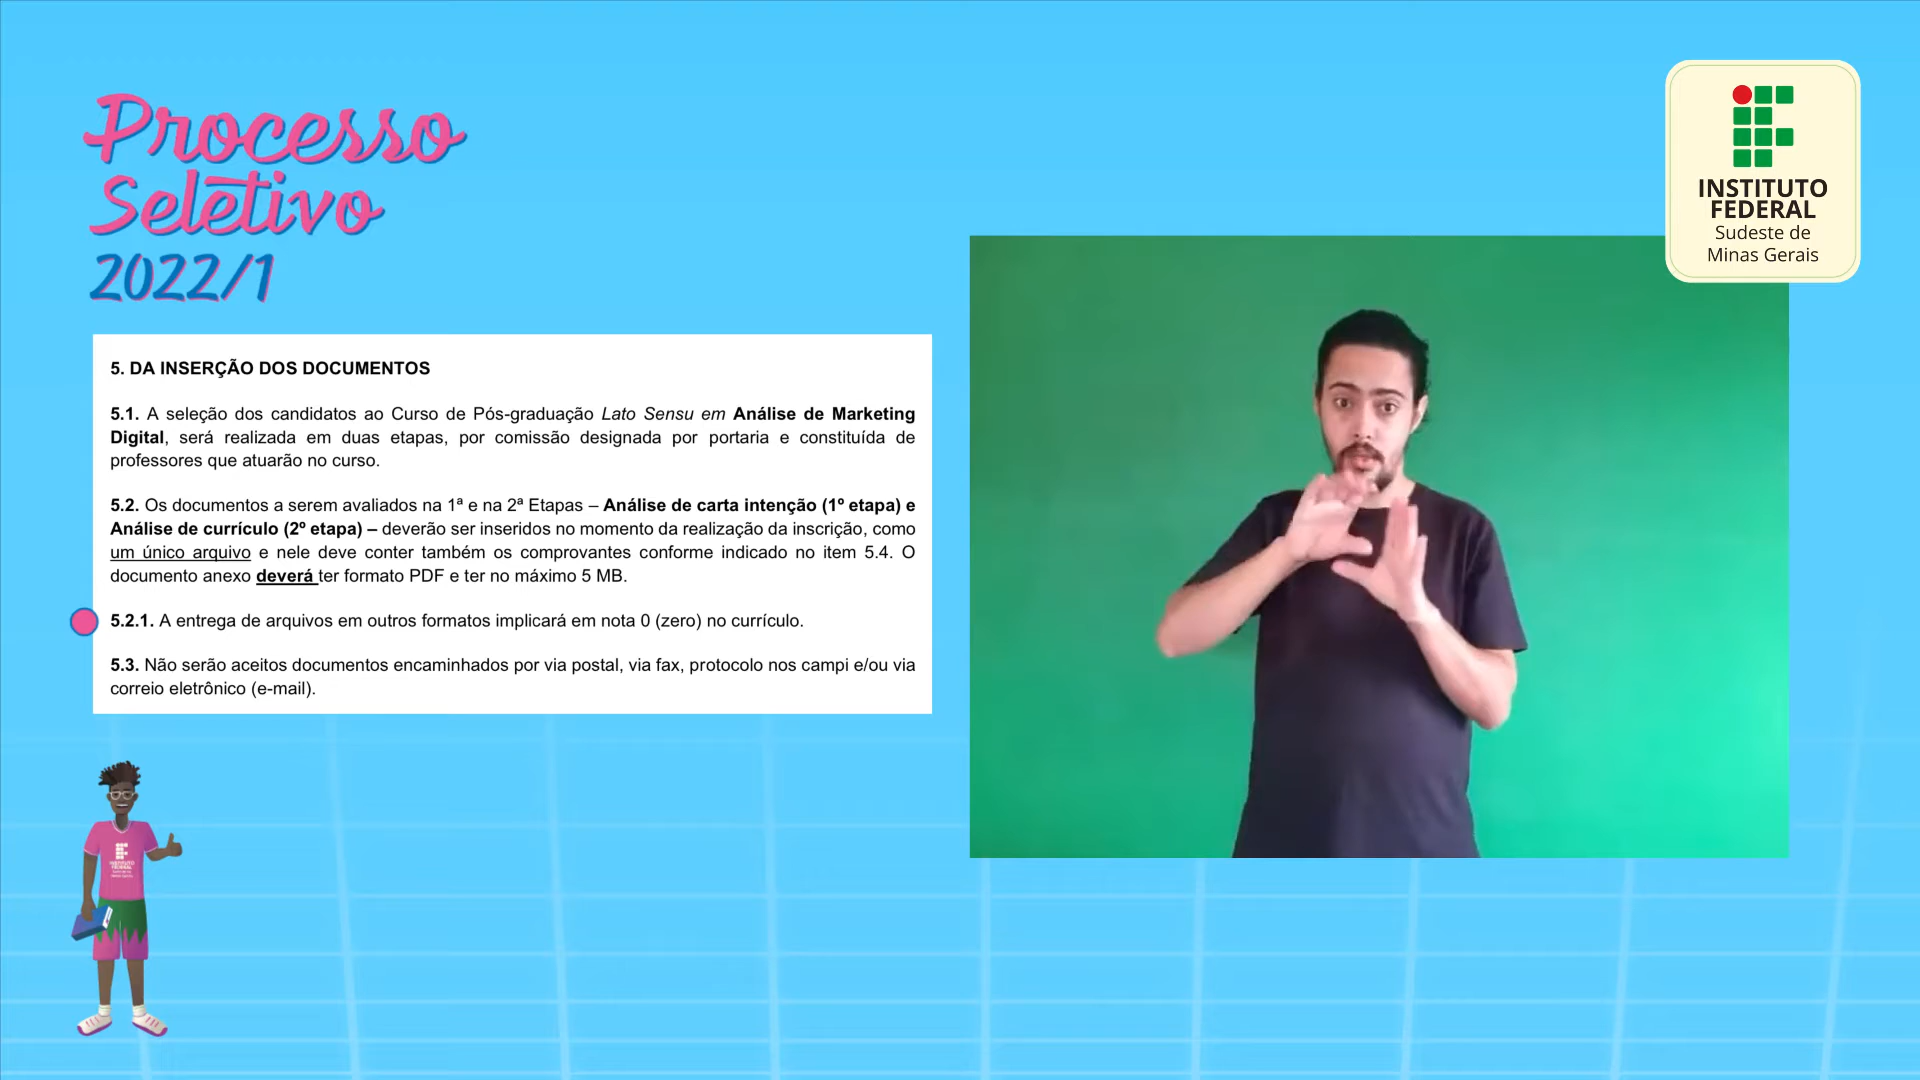 Processo
Seletivo
2022/1
INSTITUTO
FEDERAL
Sudeste de
Minas Gerais
5. DA INSERÇÃO DOS DOCUMENTOS
5.1. A seleção dos candidatos ao Curso de Pós-graduação Lato Sensu em Análise de Marketing
Digital, será realizada em duas etapas, por comissão designada por portaria e constituída de
professores que atuarão no curso.
5.2. Os documentos a serem avaliados na 1ª e na 2ª Etapas – Análise de carta intenção (1º etapa) e
Análise de currículo (2º etapa) – deverão ser inseridos no momento da realização da inscrição, como
um único arquivo e nele deve conter também os comprovantes conforme indicado no item 5.4. O
documento anexo deverá ter formato PDF e ter no máximo 5 MB.
5.2.1. A entrega de arquivos em outros formatos implicará em nota 0 (zero) no currículo.
5.3. Não serão aceitos documentos encaminhados por via postal, via fax, protocolo nos campi e/ou via
correio eletrônico (e-mail).
INSTITUTO
FEDERAL